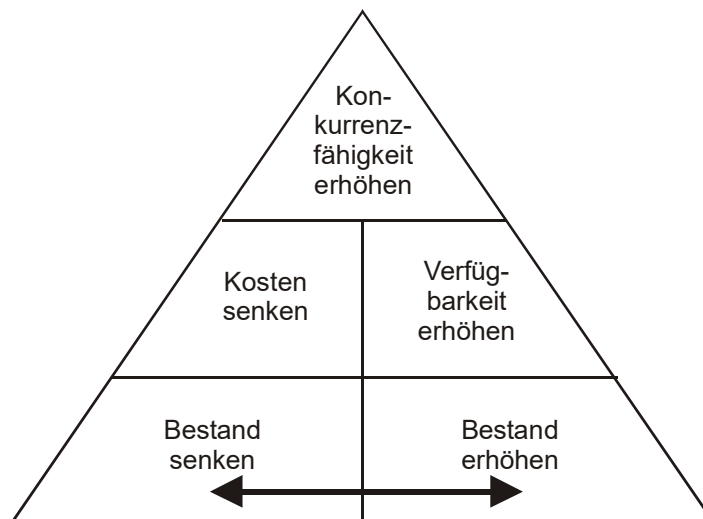 Kon-
kurrenz-
fähigkeit
erhöhen
Kosten
senken
Verfüg-
barkeit
erhöhen
Bestand
senken
Bestand
erhöhen